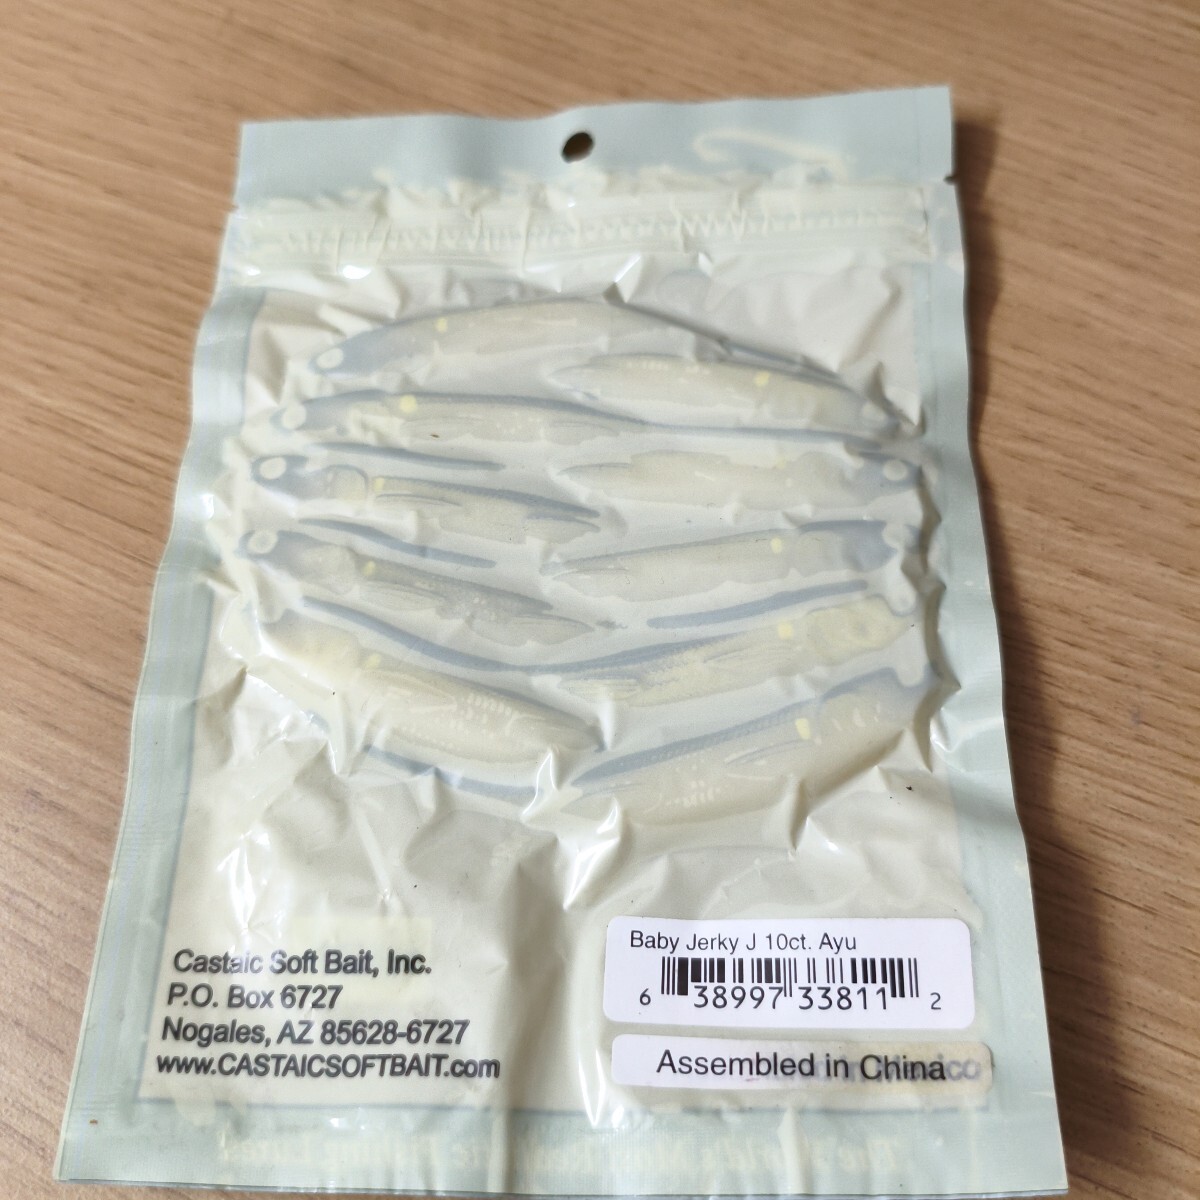 Castaic Soft Bait, Inc.
P.O. Box 6727
Nogales, AZ 85628-6727
www.CASTAICSOFTBAIT.com
Baby Jerky J 10ct. Ayu
6 38997 33811 2
Assembled in China